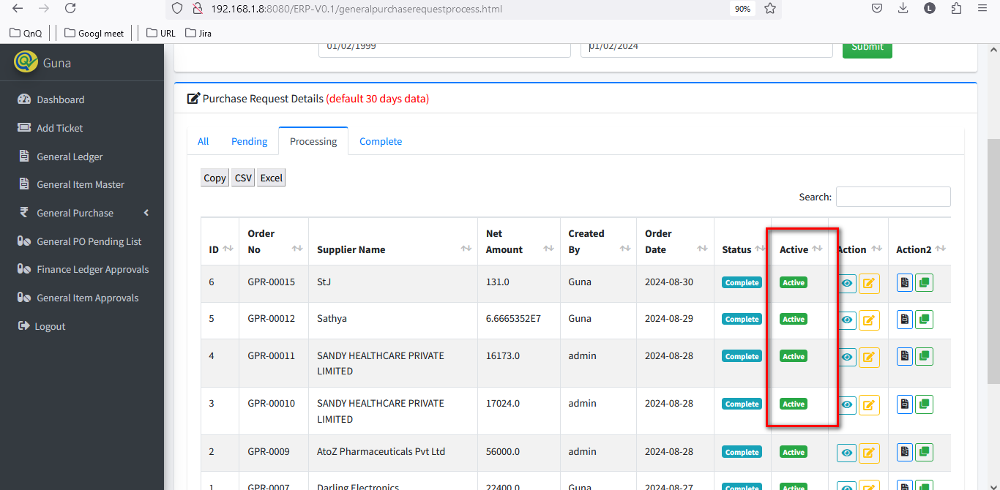 192.168.1.8:8080/ERP-V0.1/generalpurchaserequestprocess.html 90% L
QnQ Googl meet URL Jira
Guna
Dashboard
Add Ticket
General Ledger
General Item Master
General Purchase
General PO Pending List
Finance Ledger Approvals
General Item Approvals
Logout
01/02/1999 01/02/2024 Submit
Purchase Request Details (default 30 days data)
All Pending Processing Complete
Copy CSV Excel
Search:
ID Order No Supplier Name Net Amount Created By Order Date Status Active Action Action2
6 GPR-00015 StJ 131.0 Guna 2024-08-30 Complete Active
5 GPR-00012 Sathya 6.6665352E7 Guna 2024-08-29 Complete Active
4 GPR-00011 SANDY HEALTHCARE PRIVATE 16173.0 admin 2024-08-28 Complete Active
LIMITED
3 GPR-00010 SANDY HEALTHCARE PRIVATE 17024.0 admin 2024-08-28 Complete Active
LIMITED
2 GPR-0009 AtoZ Pharmaceuticals Pvt Ltd 56000.0 admin 2024-08-28 Complete Active
1 GPR-0007 Darling Electronics 22400.0 Guna 2024-08-27 Complete Active